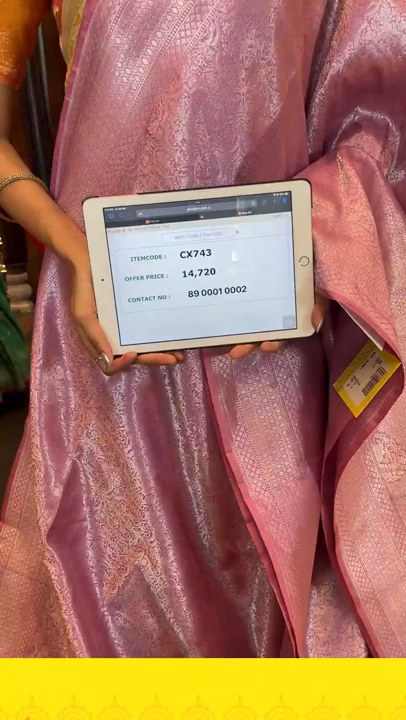 ITEMCODE : CX743
OFFER PRICE : 14,720
CONTACT NO : 89 0001 0002